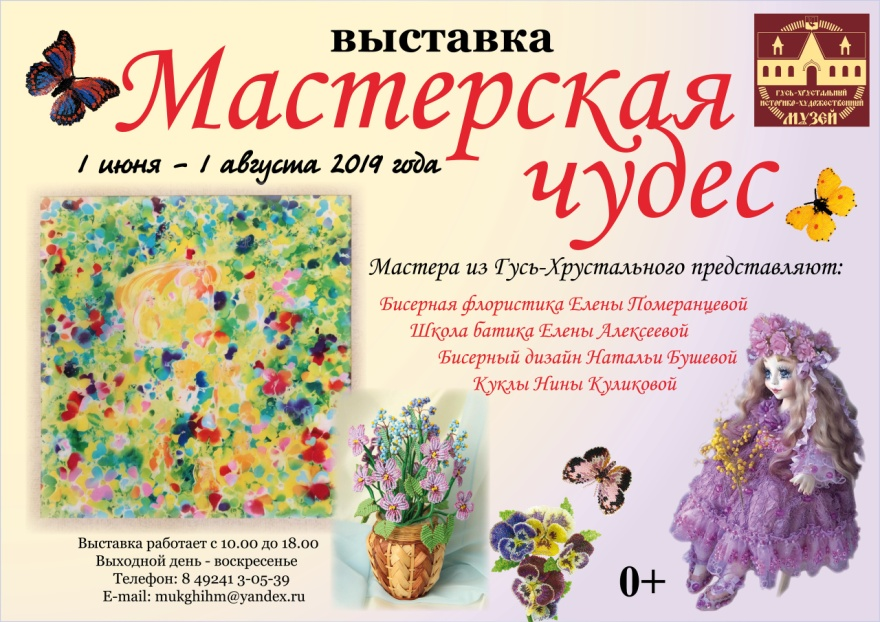 выставка
Мастерская
чудес
1 июня – 1 августа 2019 года
ГУСЬ-ХРУСТАЛЬНЫЙ
ИСТОРИКО-ХУДОЖЕСТВЕННЫЙ
МУЗЕЙ
Мастера из Гусь-Хрустального представляют:
Бисерная флористика Елены Померанцевой
Школа батика Елены Алексеевой
Бисерный дизайн Натальи Бушевой
Куклы Нины Куликовой
Выставка работает с 10.00 до 18.00
Выходной день - воскресенье
Телефон: 8 49241 3-05-39
E-mail: mukghihm@yandex.ru
0+